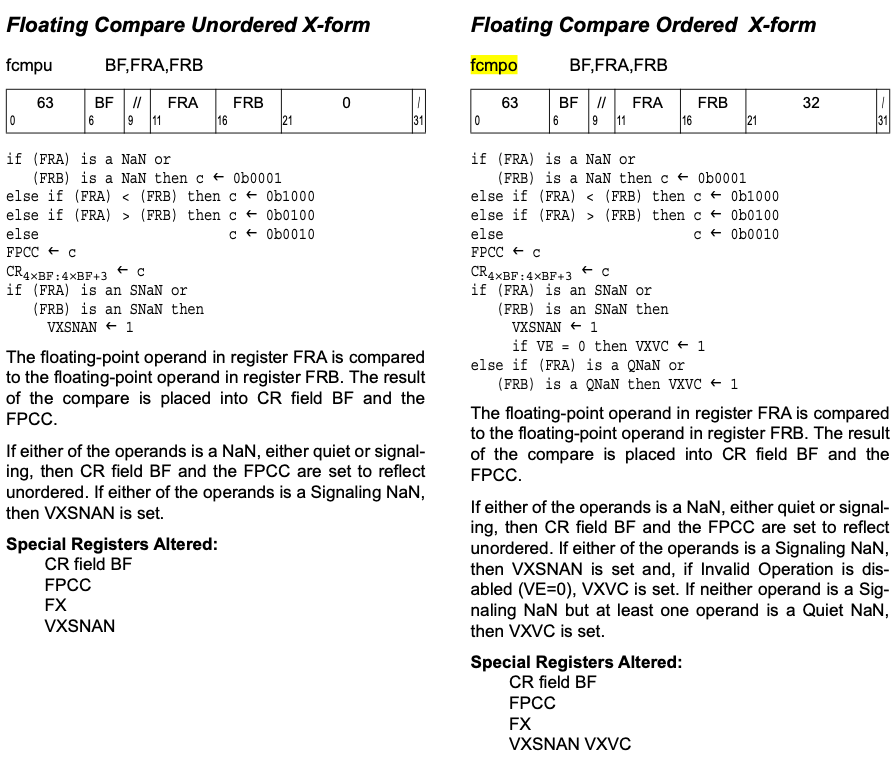 Floating Compare Unordered X-form
fcmpu BF,FRA,FRB
63 BF // FRA FRB 0 /
0 6 9 11 16 21 31
if (FRA) is a NaN or
(FRB) is a NaN then c ← 0b0001
else if (FRA) < (FRB) then c ← 0b1000
else if (FRA) > (FRB) then c ← 0b0100
else c ← 0b0010
FPCC ← c
CR4×BF:4×BF+3 ← c
if (FRA) is an SNaN or
(FRB) is an SNaN then
VXSNAN ← 1
The floating-point operand in register FRA is compared
to the floating-point operand in register FRB. The result
of the compare is placed into CR field BF and the
FPCC.
If either of the operands is a NaN, either quiet or signal-
ing, then CR field BF and the FPCC are set to reflect
unordered. If either of the operands is a Signaling NaN,
then VXSNAN is set.
Special Registers Altered:
CR field BF
FPCC
FX
VXSNAN
Floating Compare Ordered X-form
fcmpo BF,FRA,FRB
63 BF // FRA FRB 32 /
0 6 9 11 16 21 31
if (FRA) is a NaN or
(FRB) is a NaN then c ← 0b0001
else if (FRA) < (FRB) then c ← 0b1000
else if (FRA) > (FRB) then c ← 0b0100
else c ← 0b0010
FPCC ← c
CR4×BF:4×BF+3 ← c
if (FRA) is an SNaN or
(FRB) is an SNaN then
VXSNAN ← 1
if VE = 0 then VXVC ← 1
else if (FRA) is a QNaN or
(FRB) is a QNaN then VXVC ← 1
The floating-point operand in register FRA is compared
to the floating-point operand in register FRB. The result
of the compare is placed into CR field BF and the
FPCC.
If either of the operands is a NaN, either quiet or signal-
ing, then CR field BF and the FPCC are set to reflect
unordered. If either of the operands is a Signaling NaN,
then VXSNAN is set and, if Invalid Operation is dis-
abled (VE=0), VXVC is set. If neither operand is a Sig-
naling NaN but at least one operand is a Quiet NaN,
then VXVC is set.
Special Registers Altered:
CR field BF
FPCC
FX
VXSNAN VXVC